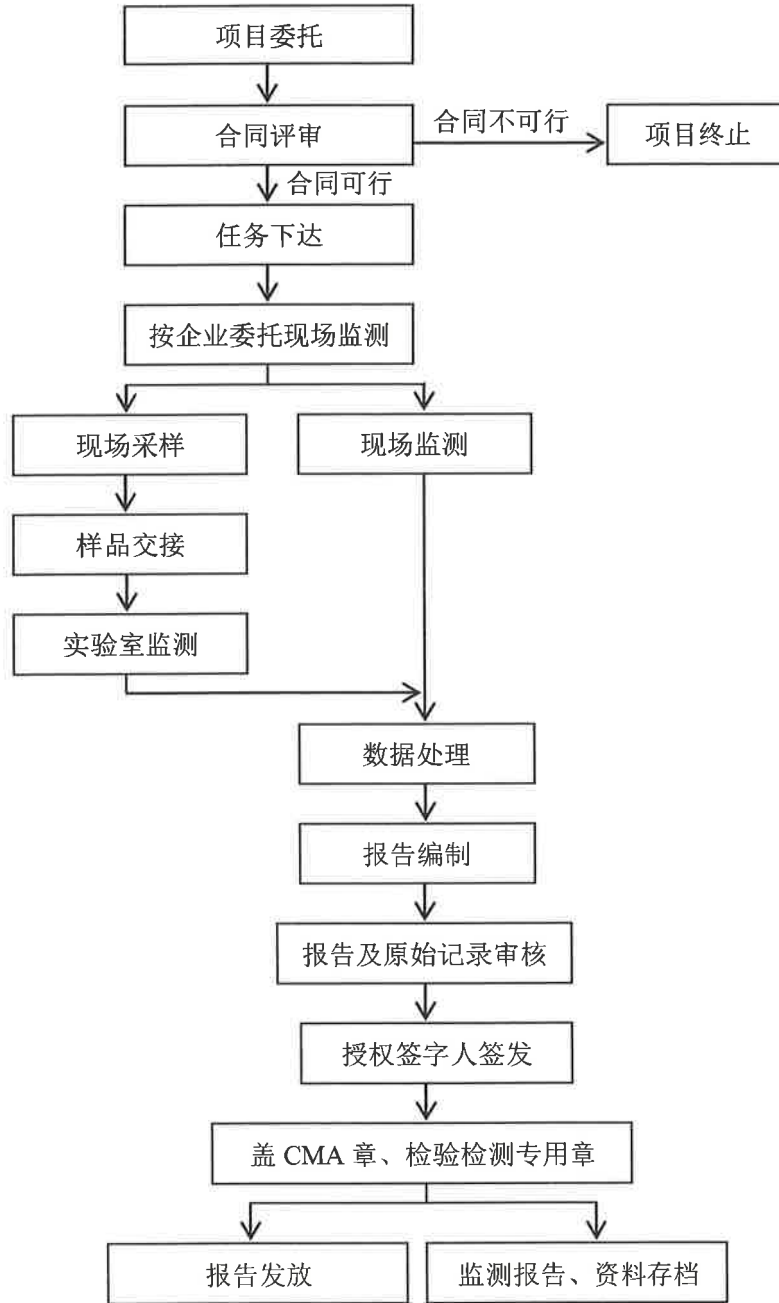 项目委托
合同评审
合同不可行
项目终止
合同可行
任务下达
按企业委托现场监测
现场采样
现场监测
样品交接
实验室监测
数据处理
报告编制
报告及原始记录审核
授权签字人签发
盖 CMA 章、检验检测专用章
报告发放
监测报告、资料存档